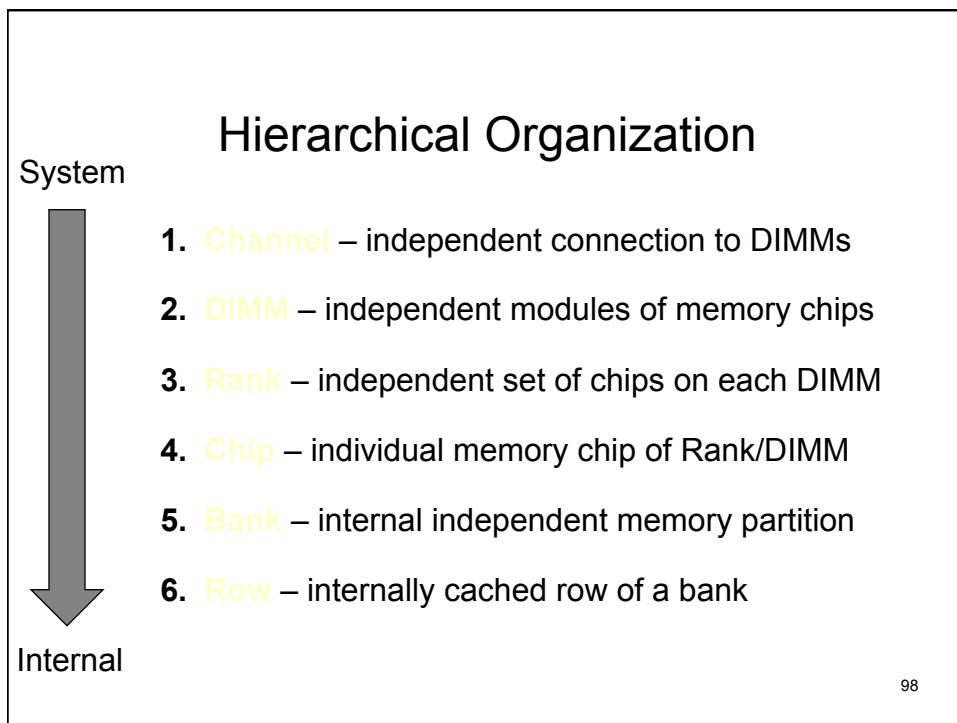 Hierarchical Organization
System
1. Channel – independent connection to DIMMs
2. DIMM – independent modules of memory chips
3. Rank – independent set of chips on each DIMM
4. Chip – individual memory chip of Rank/DIMM
5. Bank – internal independent memory partition
6. Row – internally cached row of a bank
Internal
98